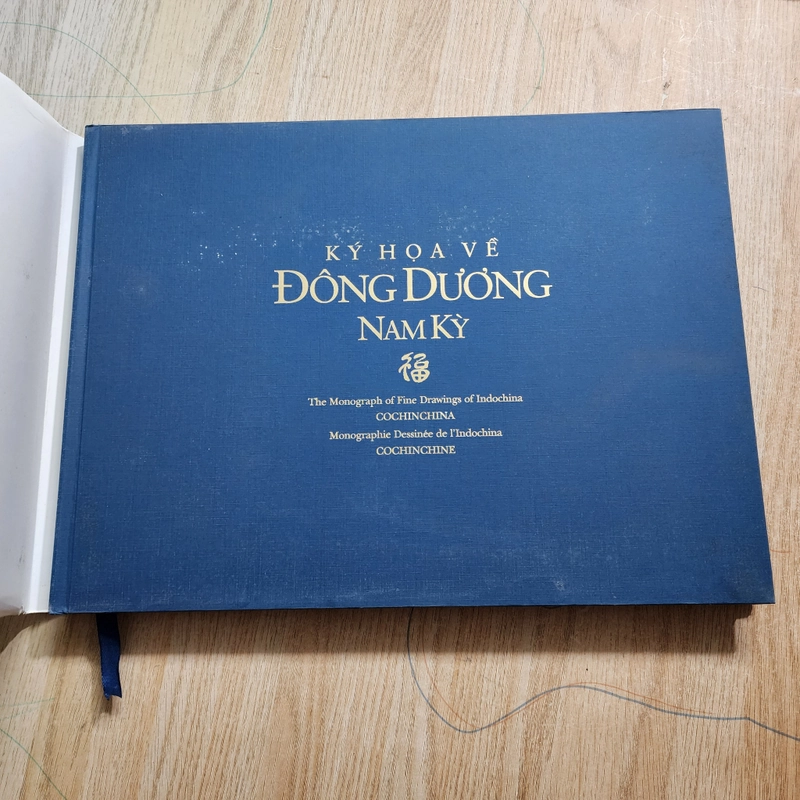 KÝ HỌA VỀ
ĐÔNG DƯƠNG
NAM KỲ
福
The Monograph of Fine Drawings of Indochina
COCHINCHINA
Monographie Dessinée de l'Indochina
COCHINCHINE